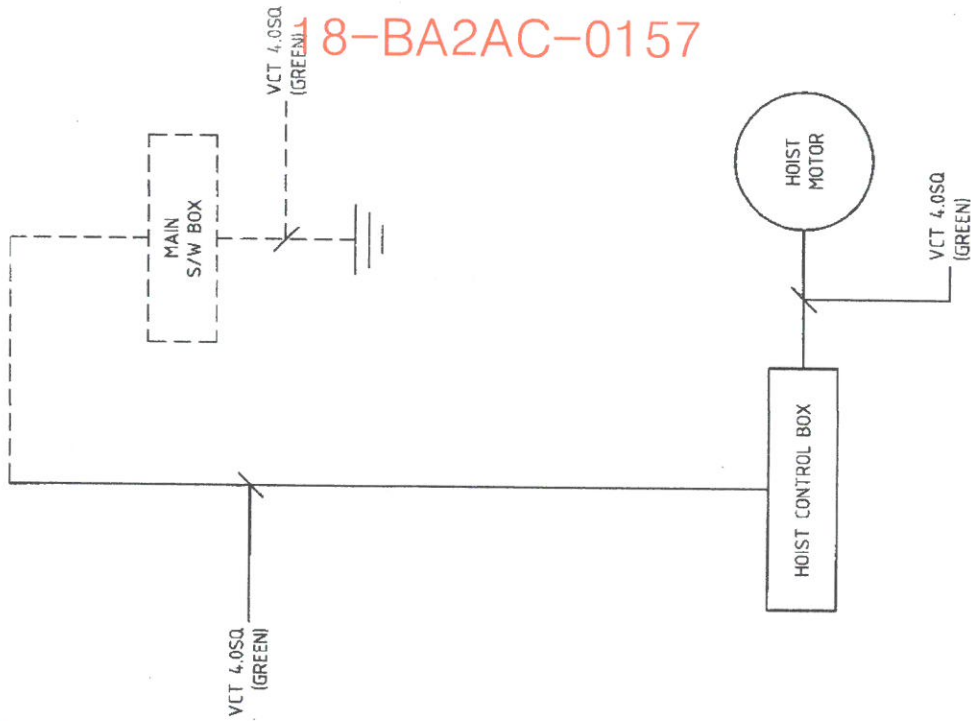 18-BA2AC-0157
VCT 4.0SQ
(GREEN)
MAIN
S/W BOX
HOIST
MOTOR
VCT 4.0SQ
(GREEN)
HOIST CONTROL BOX
VCT 4.0SQ
(GREEN)